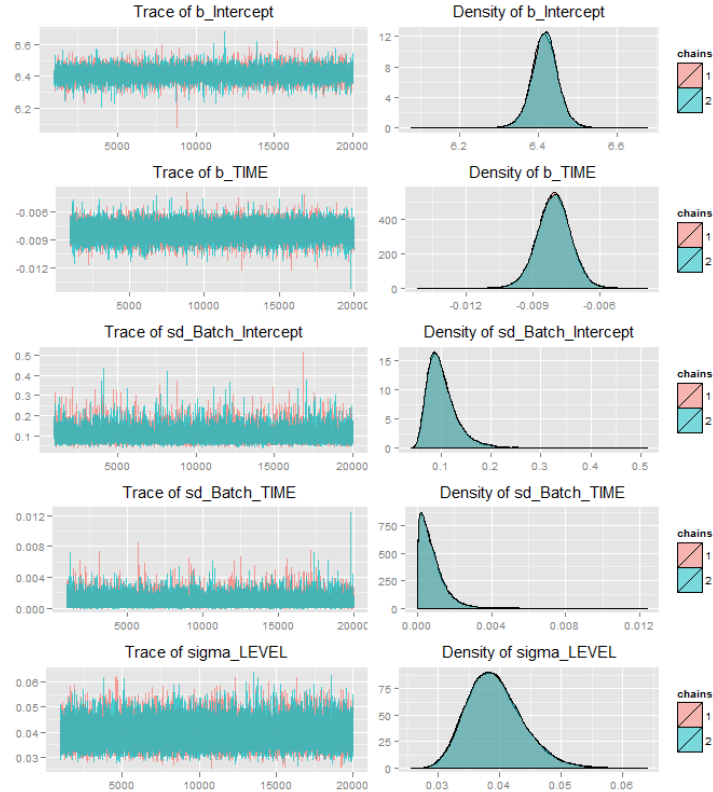 Trace of b_Intercept
6.6
6.4
6.2
5000 10000 15000 20000
Density of b_Intercept
12
8
4
0
6.2 6.4 6.6
chains
1
2
Trace of b_TIME
-0.006
-0.009
-0.012
5000 10000 15000 2000
Density of b_TIME
400
200
0
-0.012 -0.009 -0.006
chains
1
2
Trace of sd_Batch_Intercept
0.5
0.4
0.3
0.2
0.1
5000 10000 15000 20000
Density of sd_Batch_Intercept
15
10
5
0
0.1 0.2 0.3 0.4 0.5
chains
1
2
Trace of sd_Batch_TIME
0.012
0.008
0.004
0.000
5000 10000 15000 20000
Density of sd_Batch_TIME
750
500
250
0
0.000 0.004 0.008 0.012
chains
1
2
Trace of sigma_LEVEL
0.06
0.05
0.04
0.03
5000 10000 15000 20000
Density of sigma_LEVEL
75
50
25
0
0.03 0.04 0.05 0.06
chains
1
2